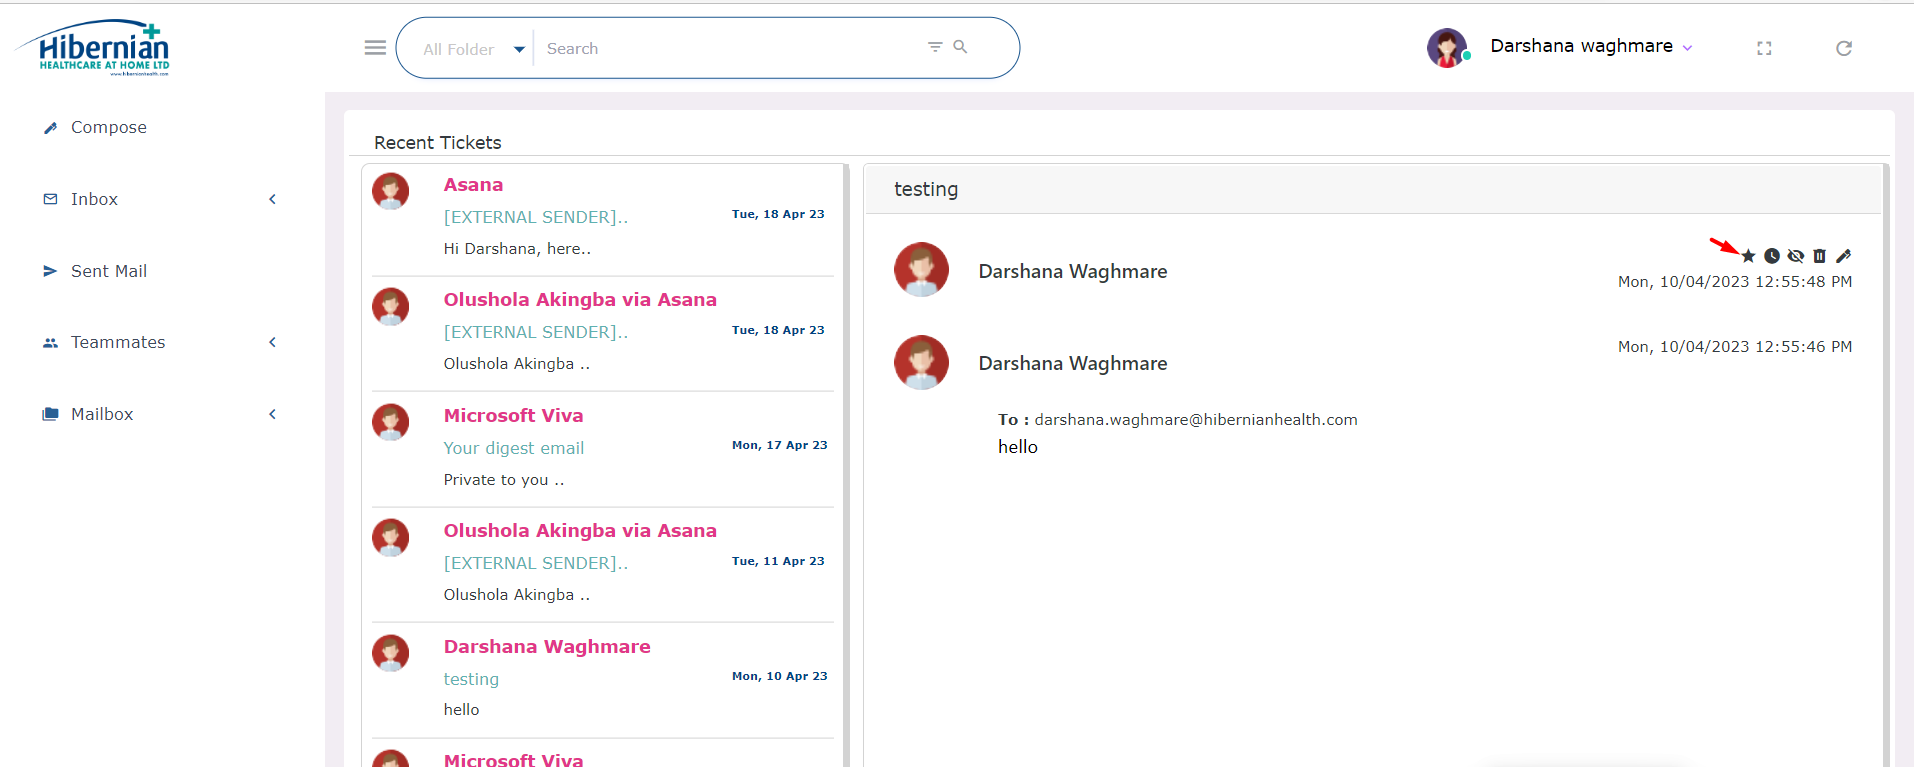 Hibernian
HEALTHCARE AT HOME LTD
www.hibernianhealth.com
All Folder
Search
Darshana waghmare
Compose
Inbox
Sent Mail
Teammates
Mailbox
Recent Tickets
Asana
[EXTERNAL SENDER]..
Tue, 18 Apr 23
Hi Darshana, here..
Olushola Akingba via Asana
[EXTERNAL SENDER]..
Tue, 18 Apr 23
Olushola Akingba ..
Microsoft Viva
Your digest email
Mon, 17 Apr 23
Private to you ..
Olushola Akingba via Asana
[EXTERNAL SENDER]..
Tue, 11 Apr 23
Olushola Akingba ..
Darshana Waghmare
testing
Mon, 10 Apr 23
hello
Microsoft Viva
testing
Darshana Waghmare
Mon, 10/04/2023 12:55:48 PM
Darshana Waghmare
Mon, 10/04/2023 12:55:46 PM
To : darshana.waghmare@hibernianhealth.com
hello